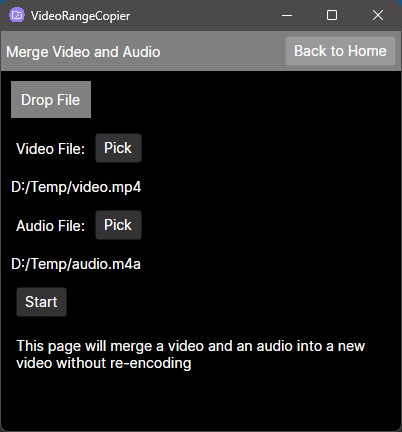 VideoRangeCopier
Merge Video and Audio
Back to Home
Drop File
Video File: Pick
D:/Temp/video.mp4
Audio File: Pick
D:/Temp/audio.m4a
Start
This page will merge a video and an audio into a new
video without re-encoding